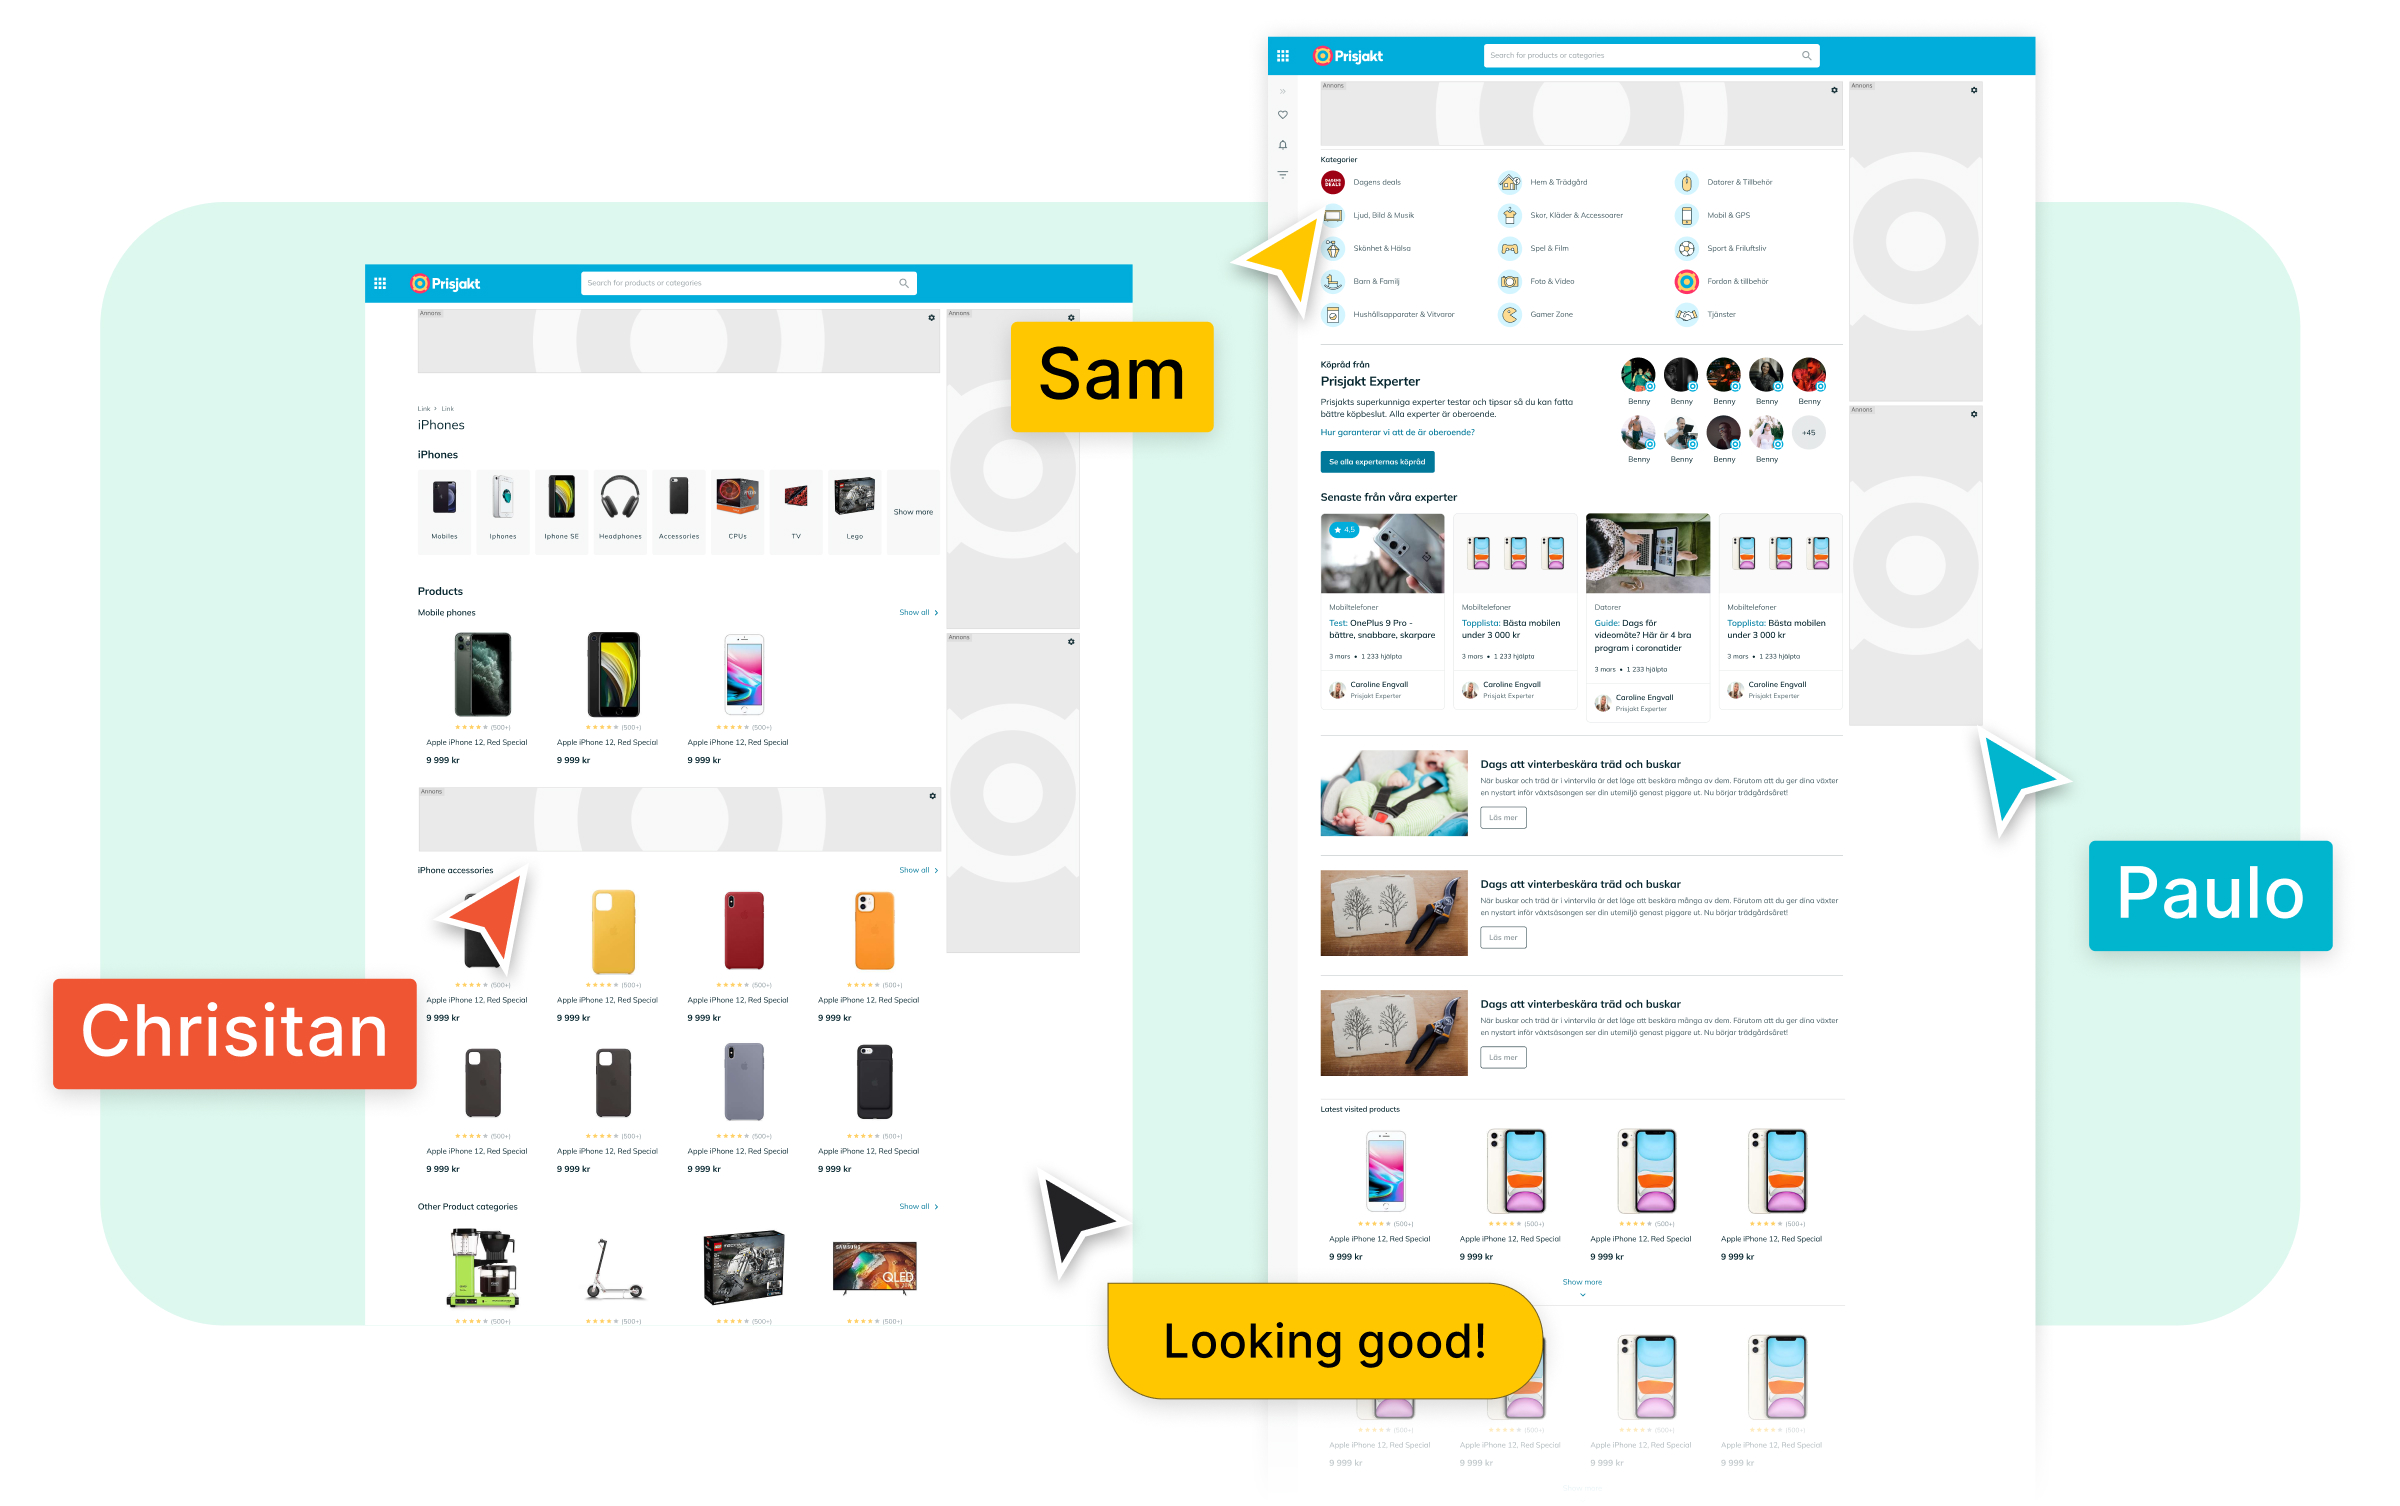 Prisjakt
Search for products or categories
Annons
Annons
Link > Link
iPhones
iPhones
Mobiles
Iphones
Iphone SE
Headphones
Accessories
CPUs
TV
Lego
Show more
Products
Mobile phones
Show all
(500+)
(500+)
(500+)
Apple iPhone 12, Red Special
Apple iPhone 12, Red Special
Apple iPhone 12, Red Special
9 999 kr
9 999 kr
9 999 kr
Annons
Annons
iPhone accessories
Show all
(500+)
(500+)
(500+)
(500+)
Apple iPhone 12, Red Special
Apple iPhone 12, Red Special
Apple iPhone 12, Red Special
Apple iPhone 12, Red Special
9 999 kr
9 999 kr
9 999 kr
9 999 kr
(500+)
(500+)
(500+)
(500+)
Apple iPhone 12, Red Special
Apple iPhone 12, Red Special
Apple iPhone 12, Red Special
Apple iPhone 12, Red Special
9 999 kr
9 999 kr
9 999 kr
9 999 kr
Other Product categories
Show all
SAMSUNG
QLED
(500+)
(500+)
(500+)
(500+)
Sam
Chrisitan
Looking good!
Paulo
Prisjakt
Search for products or categories
Annons
Annons
Kategorier
DAGENS
DEALS
Dagens deals
Hem & Trädgård
Datorer & Tillbehör
Ljud, Bild & Musik
Skor, Kläder & Accessoarer
Mobil & GPS
Skönhet & Hälsa
Spel & Film
Sport & Friluftsliv
Barn & Familj
Foto & Video
Fordon & tillbehör
Hushållsapparater & Vitvaror
Gamer Zone
Tjänster
Annons
Köpråd från
Prisjakt Experter
Prisjakts superkunniga experter testar och tipsar så du kan fatta
bättre köpbeslut. Alla experter är oberoende.
Hur garanterar vi att de är oberoende?
Se alla experternas köpråd
Benny
Benny
Benny
Benny
Benny
+45
Benny
Benny
Benny
Benny
Senaste från våra experter
4.5
Mobiltelefoner
Test: OnePlus 9 Pro -
bättre, snabbare, skarpare
3 mars • 1 233 hjälpta
Caroline Engvall
Prisjakt Experter
Mobiltelefoner
Topplista: Bästa mobilen
under 3 000 kr
3 mars • 1 233 hjälpta
Caroline Engvall
Prisjakt Experter
Datorer
Guide: Dags för
videomöte? Här är 4 bra
program i coronatider
3 mars • 1 233 hjälpta
Caroline Engvall
Prisjakt Experter
Mobiltelefoner
Topplista: Bästa mobilen
under 3 000 kr
3 mars • 1 233 hjälpta
Caroline Engvall
Prisjakt Experter
Dags att vinterbeskära träd och buskar
När buskar och träd är i vintervila är det läge att beskära många av dem. Förutom att du ger dina växter
en nystart inför växtsäsongen ser din utemiljö genast piggare ut. Nu börjar trädgårdsåret!
Läs mer
Dags att vinterbeskära träd och buskar
När buskar och träd är i vintervila är det läge att beskära många av dem. Förutom att du ger dina växter
en nystart inför växtsäsongen ser din utemiljö genast piggare ut. Nu börjar trädgårdsåret!
Läs mer
Dags att vinterbeskära träd och buskar
När buskar och träd är i vintervila är det läge att beskära många av dem. Förutom att du ger dina växter
en nystart inför växtsäsongen ser din utemiljö genast piggare ut. Nu börjar trädgårdsåret!
Läs mer
Latest visited products
(500+)
(500+)
(500+)
(500+)
Apple iPhone 12, Red Special
Apple iPhone 12, Red Special
Apple iPhone 12, Red Special
Apple iPhone 12, Red Special
9 999 kr
9 999 kr
9 999 kr
9 999 kr
Show more
(500+)
(500+)
(500+)
(500+)
Apple iPhone 12, Red Special
Apple iPhone 12, Red Special
Apple iPhone 12, Red Special
Apple iPhone 12, Red Special
9 999 kr
9 999 kr
9 999 kr
9 999 kr
Show more